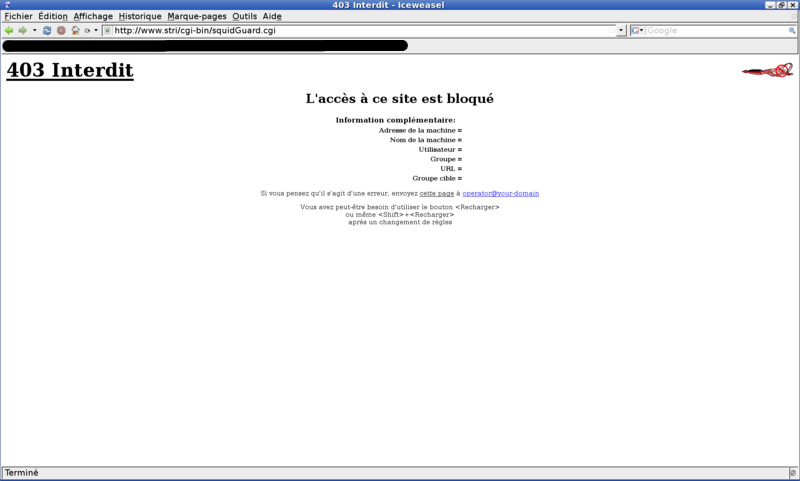 403 Interdit - Iceweasel
Fichier Édition Affichage Historique Marque-pages Outils Aide
http://www.stri/cgi-bin/squidGuard.cgi
Google
403 Interdit
L'accès à ce site est bloqué
Information complémentaire:
Adresse de la machine =
Nom de la machine =
Utilisateur =
Groupe =
URL =
Groupe cible =
Si vous pensez qu'il s'agit d'une erreur, envoyez cette page à operator@your-domain
Vous avez peut-être besoin d'utiliser le bouton <Recharger>
ou même <Shift>+<Recharger>
après un changement de règles
Terminé